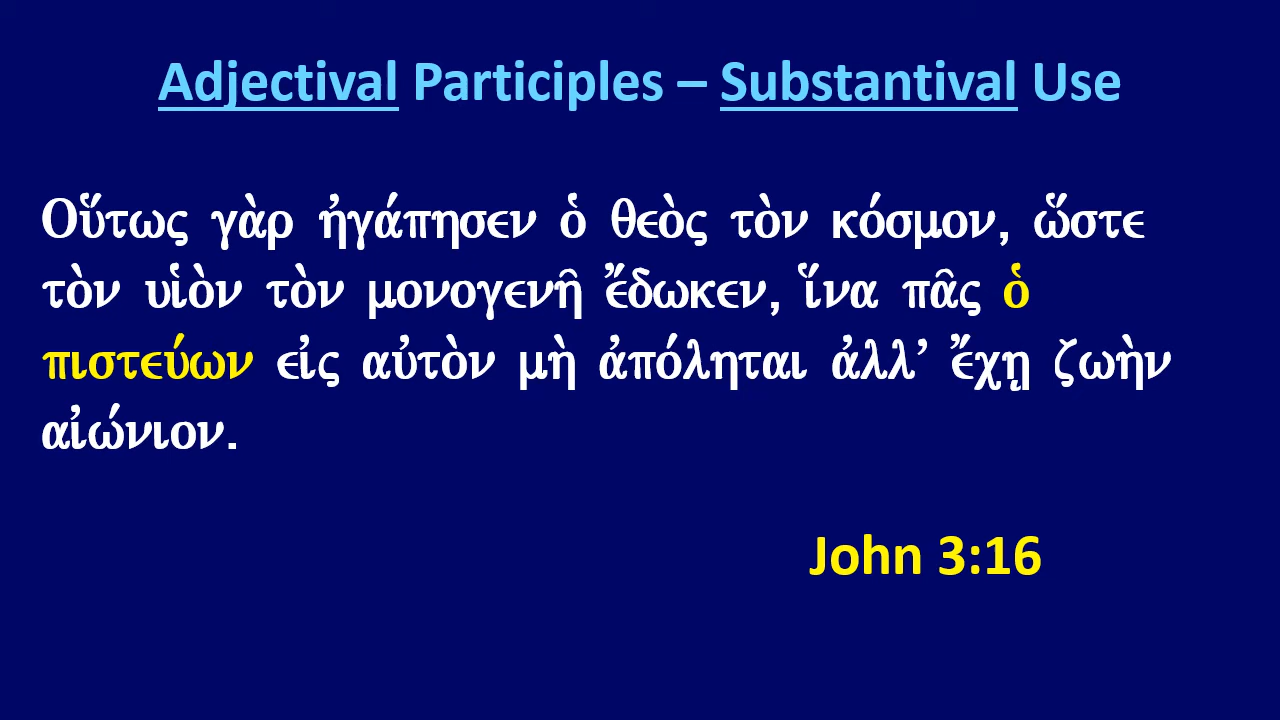 Adjectival Participles – Substantival Use
Οὕτως γὰρ ἠγάπησεν ὁ θεὸς τὸν κόσμον, ὥστε
τὸν υἱὸν τὸν μονογενῆ ἔδωκεν, ἵνα πᾶς ὁ
πιστεύων εἰς αὐτὸν μὴ ἀπόληται ἀλλ’ ἔχῃ ζωὴν
αἰώνιον.
John 3:16